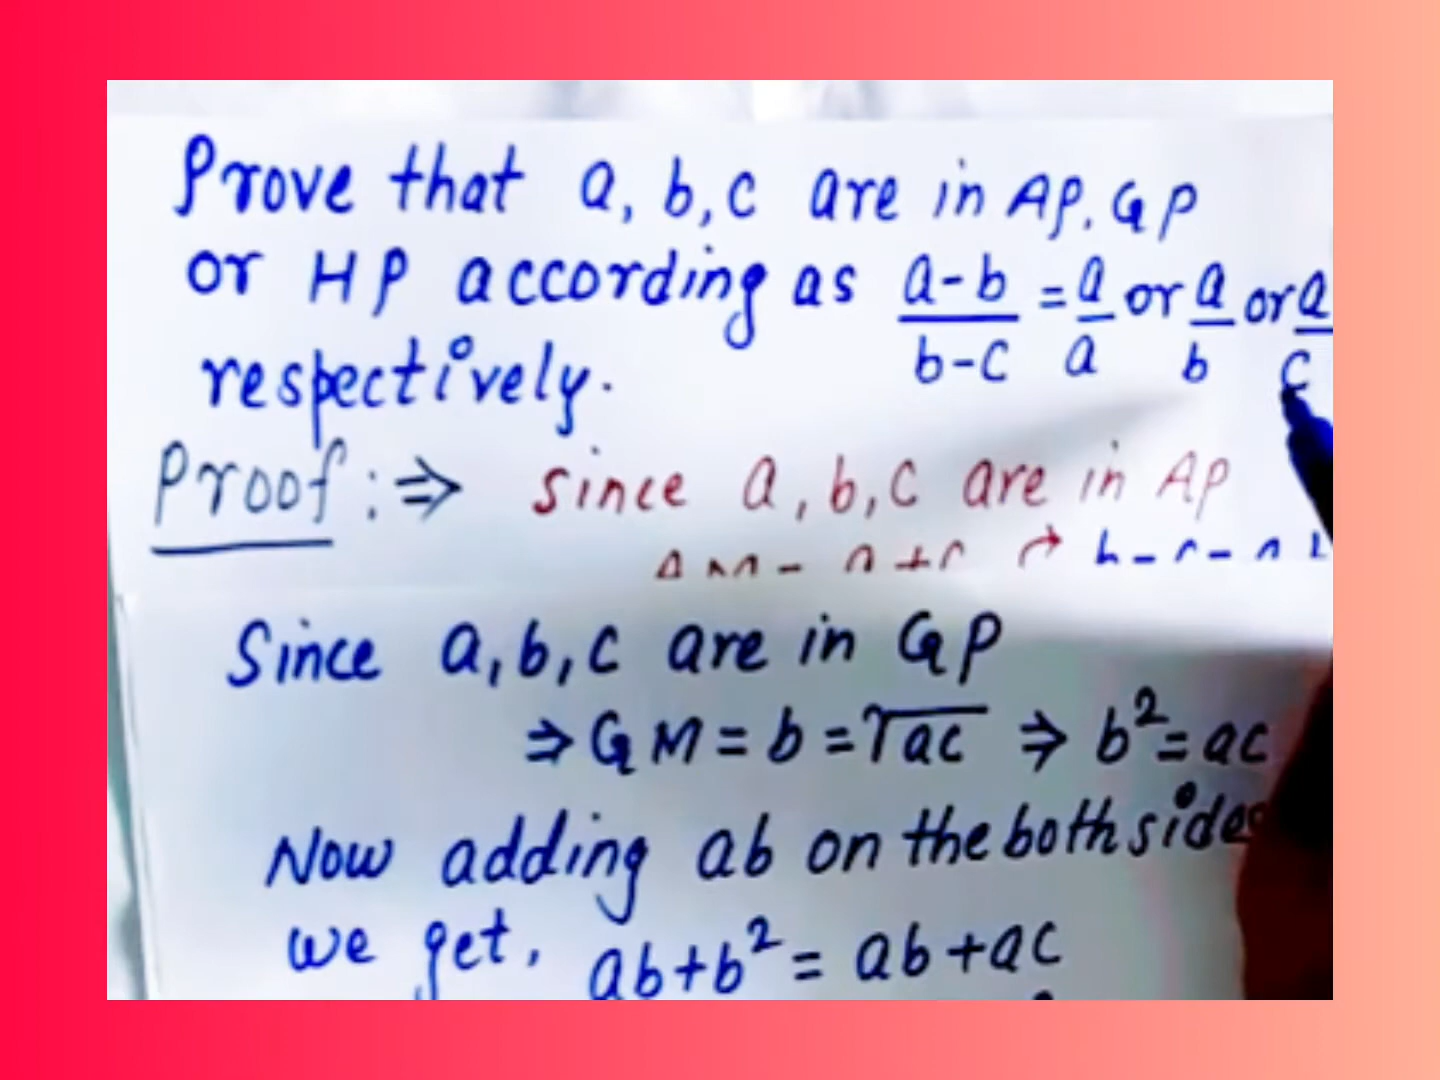 Prove that a, b, c are in AP, GP
or HP according as a-b/b-c = a/a or a/b or a/c
respectively.
Proof :⇒ since a, b, c are in AP
Since a, b, c are in GP
⇒ GM = b = √ac ⇒ b² = ac
Now adding ab on the both sides
we get, ab+b² = ab+ac